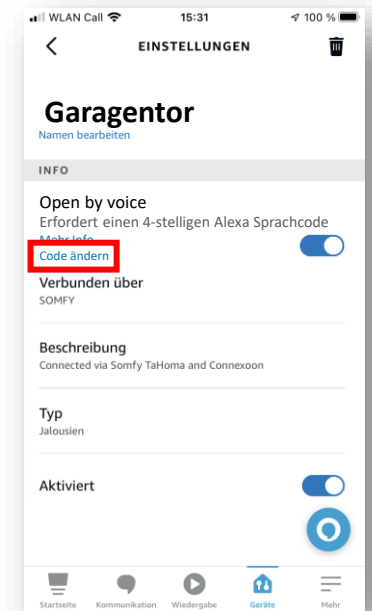 WLAN Call 15:31 100 %
EINSTELLUNGEN
Garagentor
Namen bearbeiten
INFO
Open by voice
Erfordert einen 4-stelligen Alexa Sprachcode
Mehr Info
Code ändern
Verbunden über
SOMFY
Beschreibung
Connected via Somfy TaHoma and Connexoon
Typ
Jalousien
Aktiviert
Startseite Kommunikation Wiedergabe Geräte Mehr